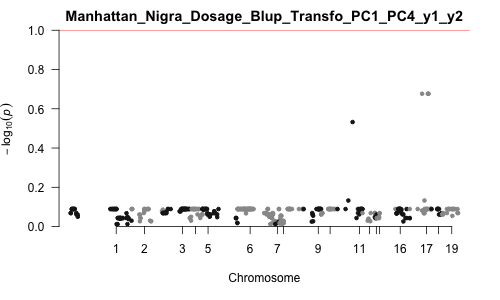 Manhattan_Nigra_Dosage_Blup_Transfo_PC1_PC4_y1_y2
1.0
0.8
0.6
0.4
0.2
0.0
− log10(p)
1 2 3 5 6 7 9 11 16 17 19
Chromosome